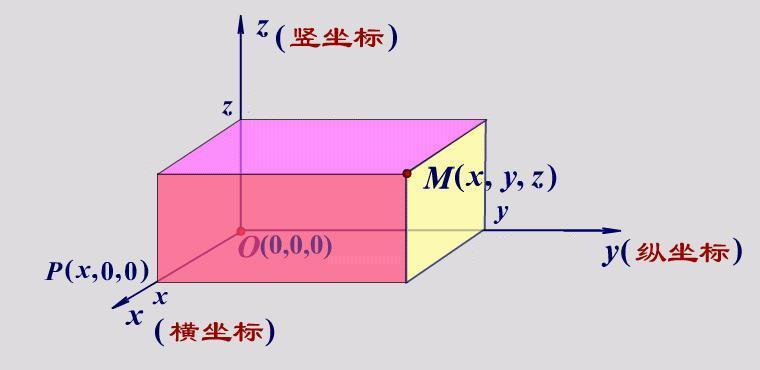 z (竖坐标)
z
M(x, y, z)
y
O(0,0,0)
y(纵坐标)
P(x,0,0)
x
x (横坐标)